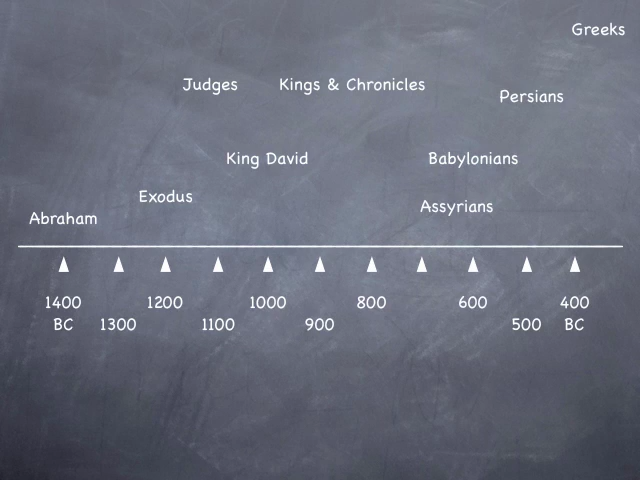 Greeks
Judges
Kings & Chronicles
Persians
King David
Babylonians
Exodus
Assyrians
Abraham
1400 BC
1300
1200
1100
1000
900
800
600
500
400 BC